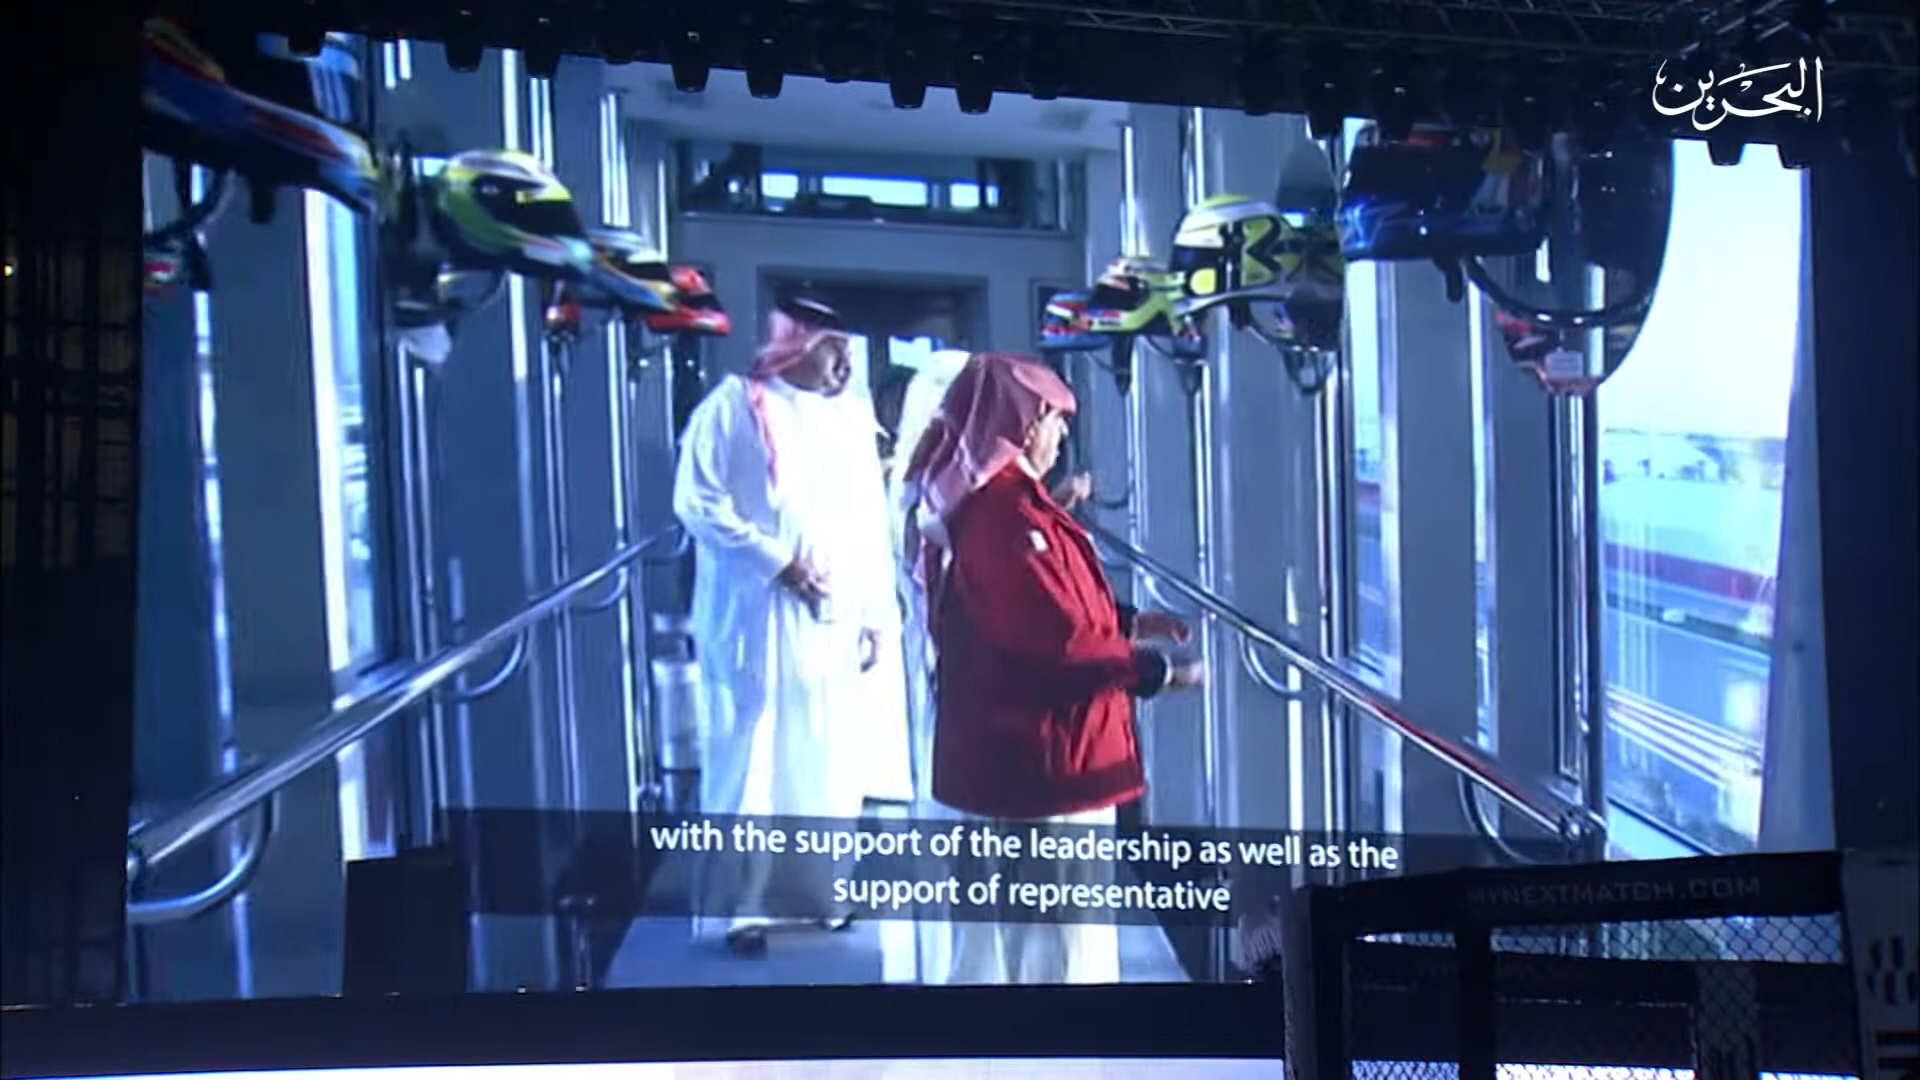 البحرين
with the support of the leadership as well as the
support of representative
MYNEXTMATCH.COM